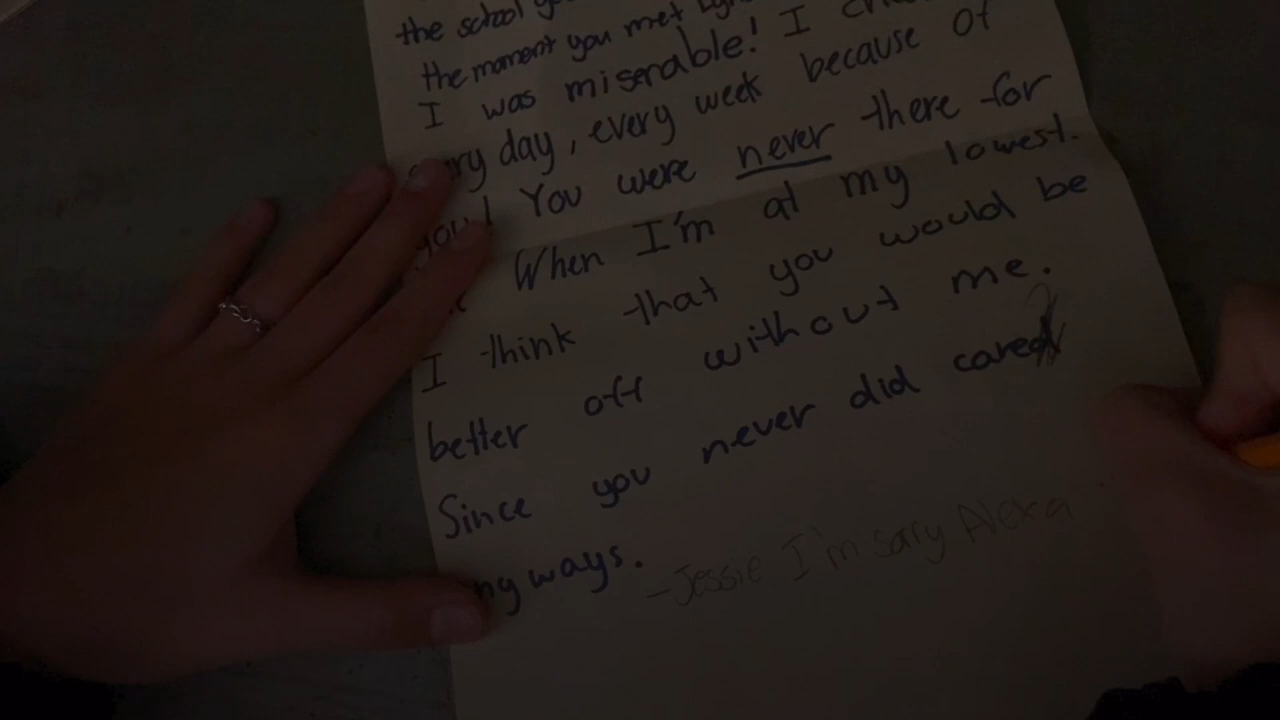 the school
the moment you met
I was miserable! I
day, every week because of
you! You were never there for
When I'm at my lowest.
I think that you would be
better off without me.
Since you never did care
ways.
-Jessie I'm sorry Alexa